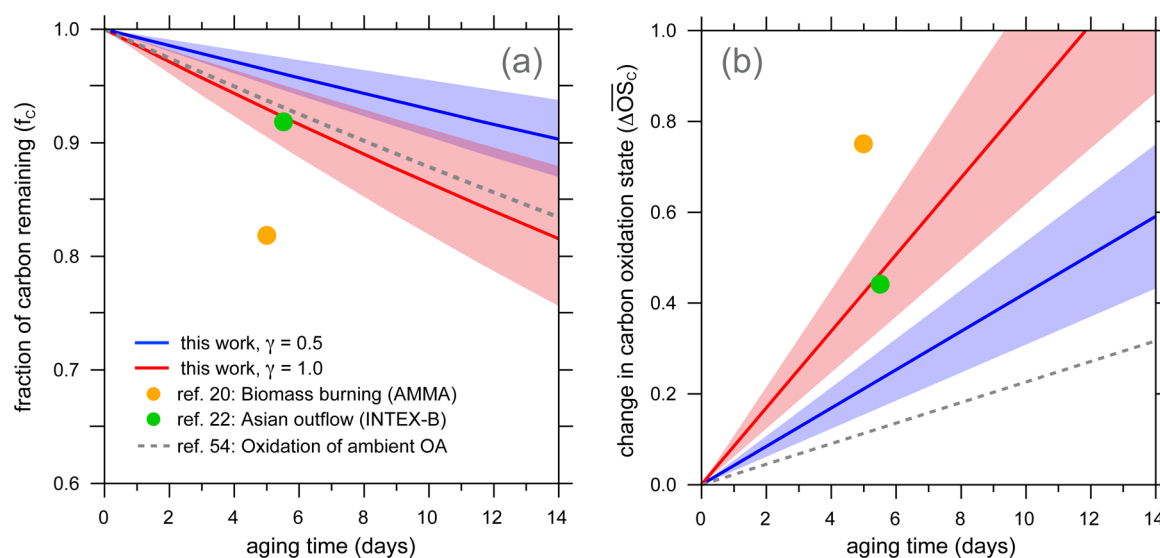 (a)
fraction of carbon remaining (fC)
1.0
0.9
0.8
0.7
0.6
this work, γ = 0.5
this work, γ = 1.0
ref. 20: Biomass burning (AMMA)
ref. 22: Asian outflow (INTEX-B)
ref. 54: Oxidation of ambient OA
0 2 4 6 8 10 12 14
aging time (days)
(b)
change in carbon oxidation state (ΔO̅S̅C)
1.0
0.8
0.6
0.4
0.2
0.0
0 2 4 6 8 10 12 14
aging time (days)